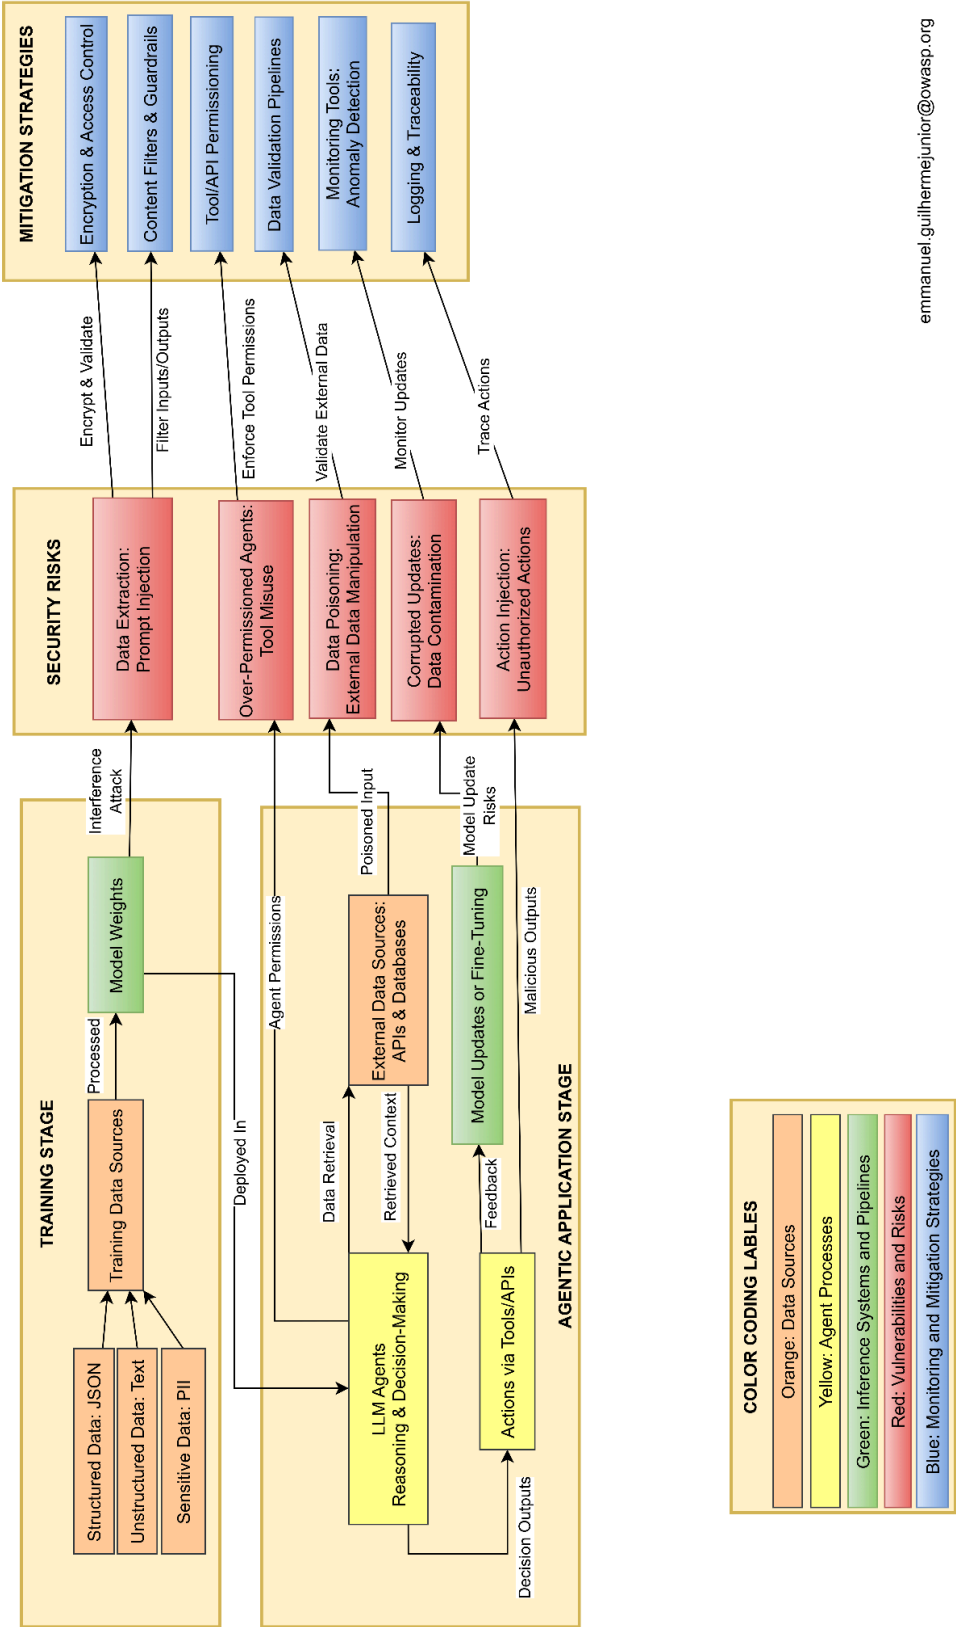 TRAINING STAGE
Structured Data: JSON
Unstructured Data: Text
Sensitive Data: PII
Training Data Sources
Processed
Model Weights
Interference
Attack
Deployed In
AGENTIC APPLICATION STAGE
LLM Agents
Reasoning & Decision-Making
Data Retrieval
Retrieved Context
External Data Sources:
APIs & Databases
Agent Permissions
Poisoned Input
Decision Outputs
Actions via Tools/APIs
Feedback
Model Updates or Fine-Tuning
Model Update
Risks
Malicious Outputs
SECURITY RISKS
Data Extraction:
Prompt Injection
Over-Permissioned Agents:
Tool Misuse
Data Poisoning:
External Data Manipulation
Corrupted Updates:
Data Contamination
Action Injection:
Unauthorized Actions
Encrypt & Validate
Filter Inputs/Outputs
Enforce Tool Permissions
Validate External Data
Monitor Updates
Trace Actions
MITIGATION STRATEGIES
Encryption & Access Control
Content Filters & Guardrails
Tool/API Permissioning
Data Validation Pipelines
Monitoring Tools:
Anomaly Detection
Logging & Traceability
COLOR CODING LABLES
Orange: Data Sources
Yellow: Agent Processes
Green: Inference Systems and Pipelines
Red: Vulnerabilities and Risks
Blue: Monitoring and Mitigation Strategies
emmanuel.guilhermejunior@owasp.org